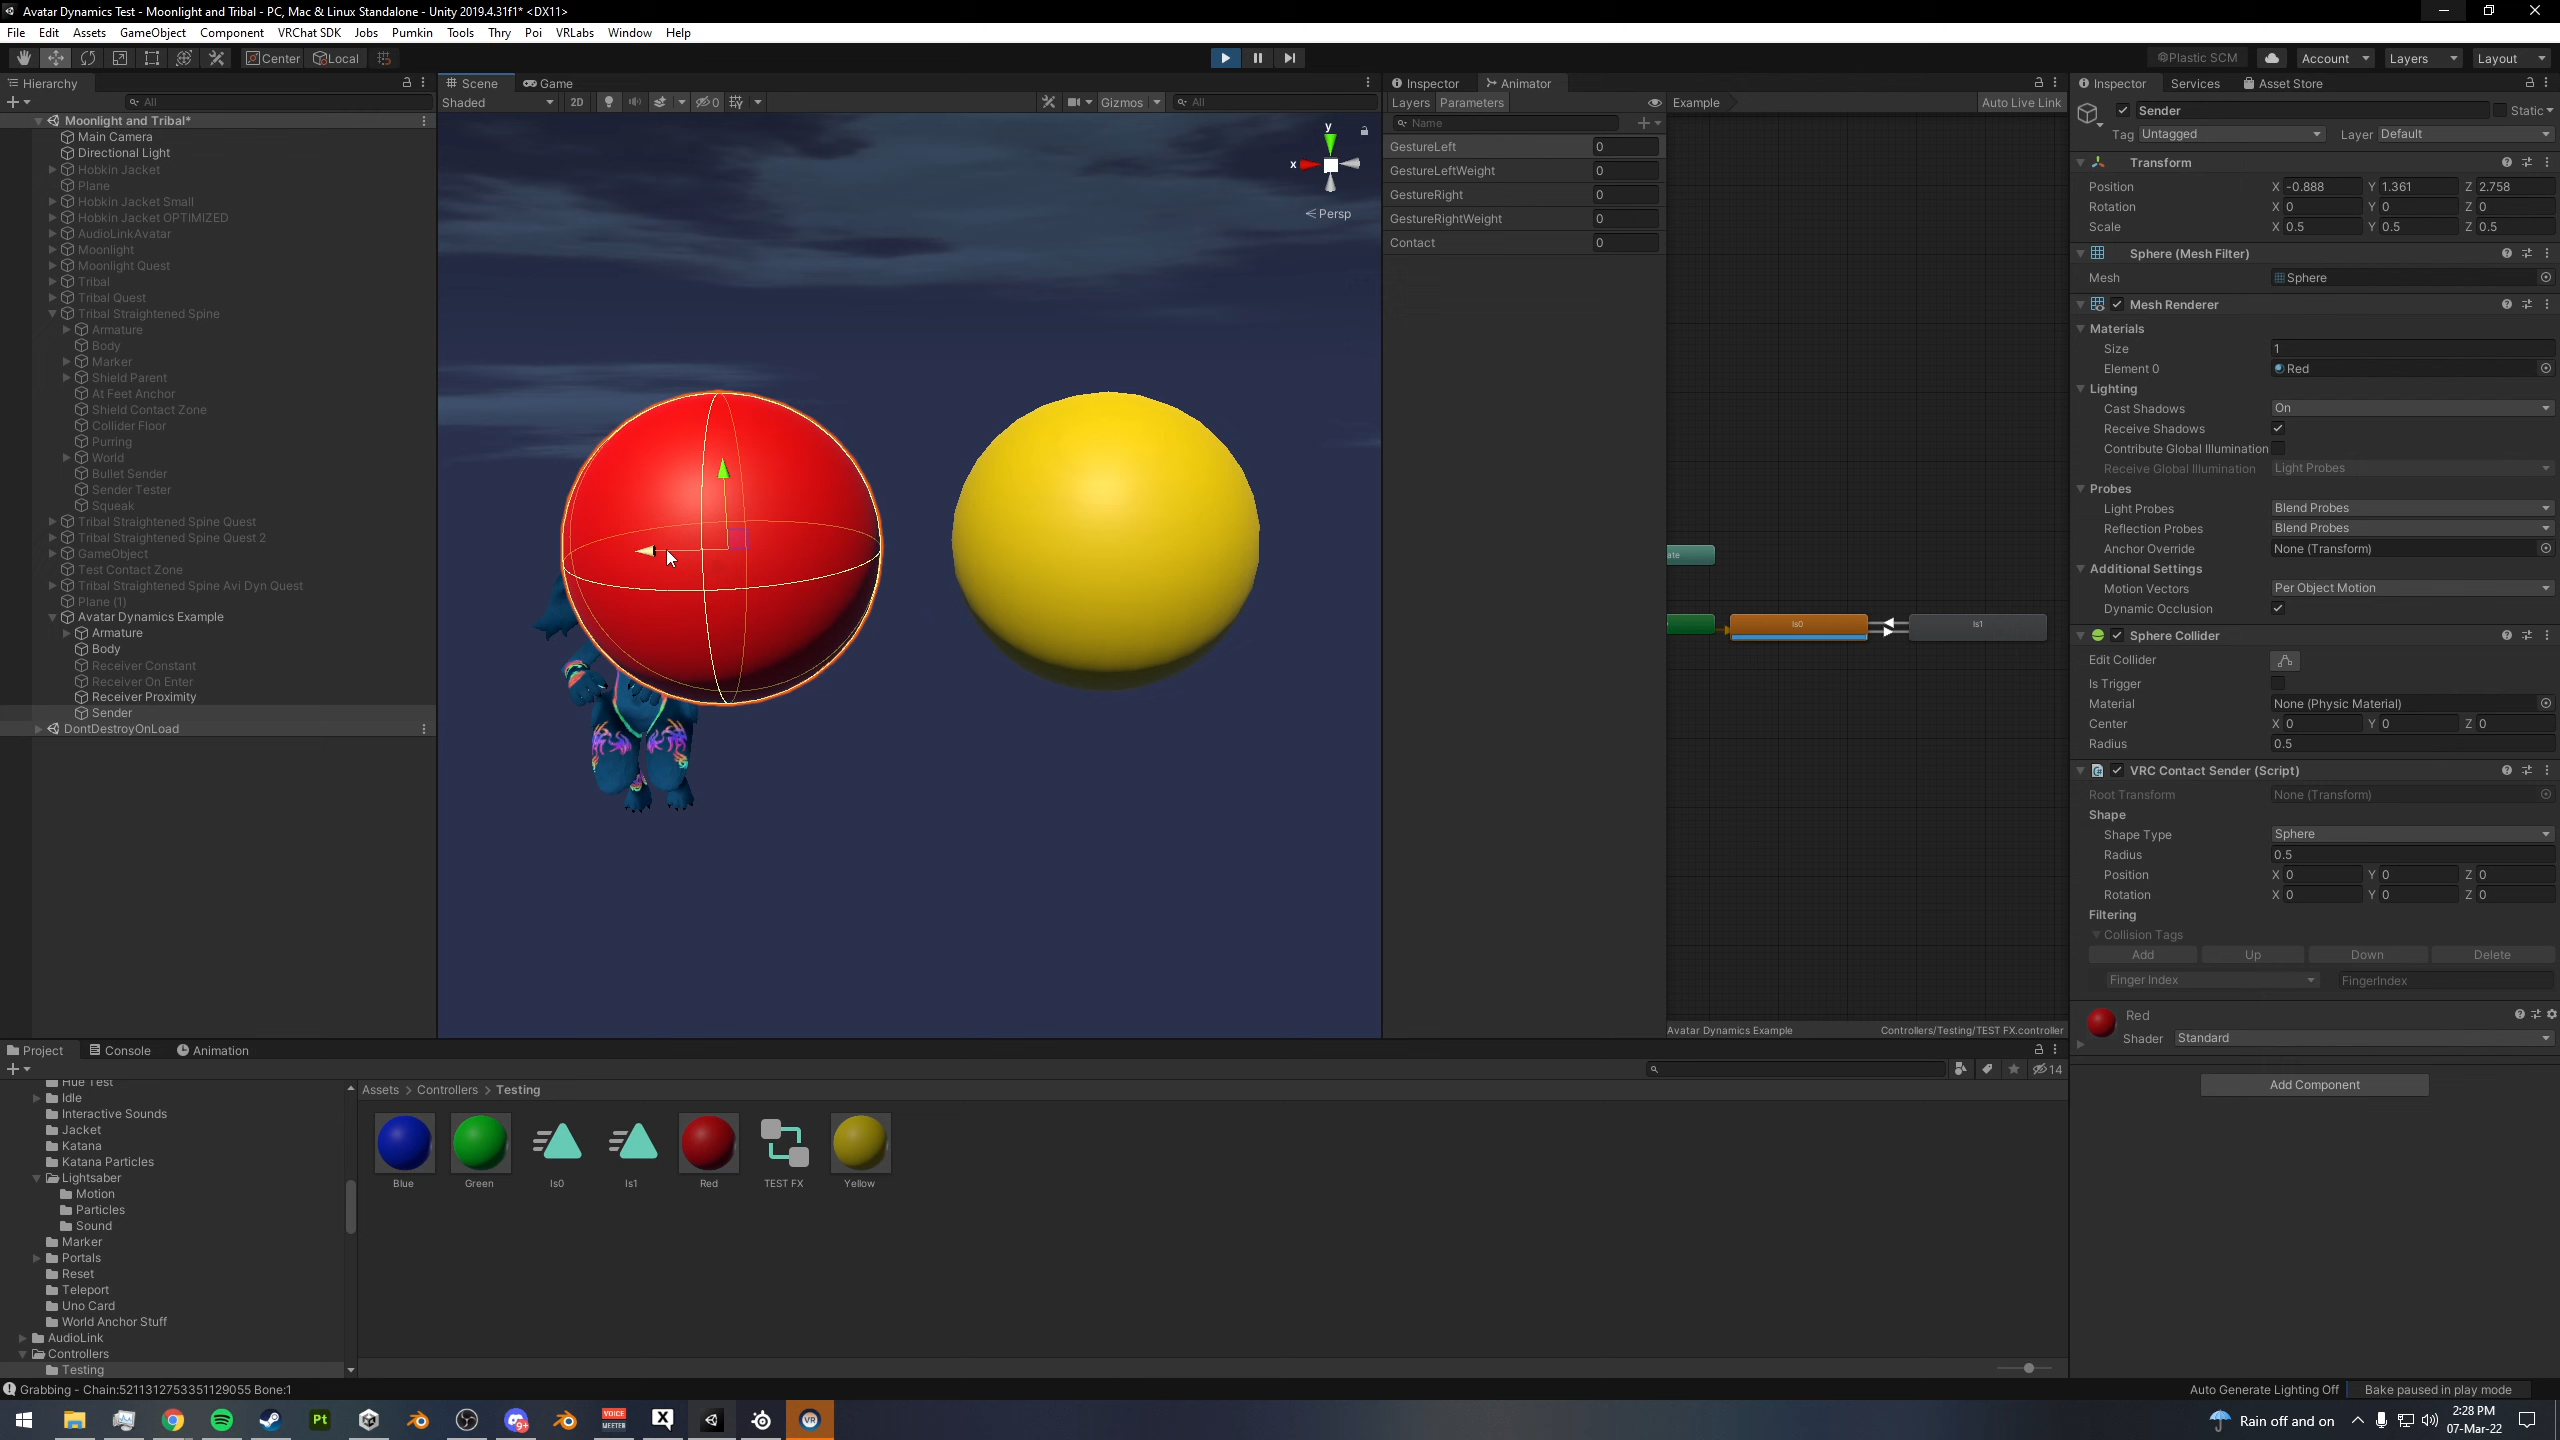 Avatar Dynamics Test - Moonlight and Tribal - PC, Mac & Linux Standalone - Unity 2019.4.31f1* <DX11>
File Edit Assets GameObject Component VRChat SDK Jobs Pumkin Tools Thry Poi VRLabs Window Help
Center Local
Plastic SCM Account Layers Layout
Hierarchy
All
Moonlight and Tribal*
Main Camera
Directional Light
Hobkin Jacket
Plane
Hobkin Jacket Small
Hobkin Jacket OPTIMIZED
AudioLinkAvatar
Moonlight
Moonlight Quest
Tribal
Tribal Quest
Tribal Straightened Spine
Armature
Body
Marker
Shield Parent
At Feet Anchor
Shield Contact Zone
Collider Floor
Purring
World
Bullet Sender
Sender Tester
Squeak
Tribal Straightened Spine Quest
Tribal Straightened Spine Quest 2
GameObject
Test Contact Zone
Tribal Straightened Spine Avi Dyn Quest
Plane (1)
Avatar Dynamics Example
Armature
Body
Receiver Constant
Receiver On Enter
Receiver Proximity
Sender
DontDestroyOnLoad
Scene Game
Shaded 2D 0 Gizmos All
y
x
Persp
Inspector Animator
Layers Parameters Example Auto Live Link
Name
GestureLeft 0
GestureLeftWeight 0
GestureRight 0
GestureRightWeight 0
Contact 0
ate
Is0 Is1
Avatar Dynamics Example Controllers/Testing/TEST FX.controller
Inspector Services Asset Store
Sender Static
Tag Untagged Layer Default
Transform
Position X -0.888 Y 1.361 Z 2.758
Rotation X 0 Y 0 Z 0
Scale X 0.5 Y 0.5 Z 0.5
Sphere (Mesh Filter)
Mesh Sphere
Mesh Renderer
Materials
Size 1
Element 0 Red
Lighting
Cast Shadows On
Receive Shadows
Contribute Global Illumination
Receive Global Illumination Light Probes
Probes
Light Probes Blend Probes
Reflection Probes Blend Probes
Anchor Override None (Transform)
Additional Settings
Motion Vectors Per Object Motion
Dynamic Occlusion
Sphere Collider
Edit Collider
Is Trigger
Material None (Physic Material)
Center X 0 Y 0 Z 0
Radius 0.5
VRC Contact Sender (Script)
Root Transform None (Transform)
Shape
Shape Type Sphere
Radius 0.5
Position X 0 Y 0 Z 0
Rotation X 0 Y 0 Z 0
Filtering
Collision Tags
Add Up Down Delete
Finger Index FingerIndex
Red
Shader Standard
Add Component
Project Console Animation
14
Hue Test
Idle
Interactive Sounds
Jacket
Katana
Katana Particles
Lightsaber
Motion
Particles
Sound
Marker
Portals
Reset
Teleport
Uno Card
World Anchor Stuff
AudioLink
Controllers
Testing
Assets > Controllers > Testing
Blue Green Is0 Is1 Red TEST FX Yellow
Grabbing - Chain:5211312753351129055 Bone:1
Auto Generate Lighting Off Bake paused in play mode
Pt
9+
VOICE MEETER
X
VR
Rain off and on
2:28 PM
07-Mar-22